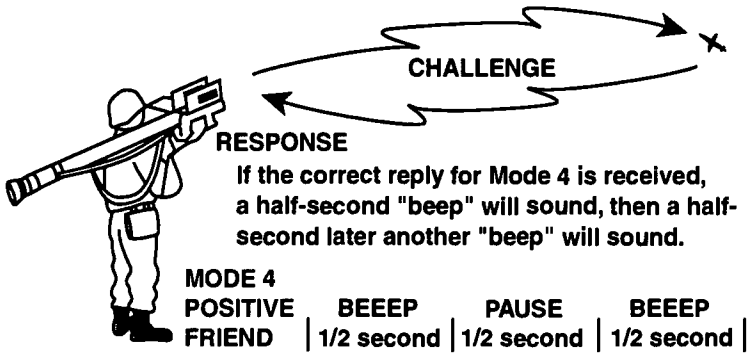 CHALLENGE
RESPONSE
If the correct reply for Mode 4 is received,
a half-second "beep" will sound, then a half-
second later another "beep" will sound.
MODE 4
POSITIVE BEEEP PAUSE BEEEP
FRIEND | 1/2 second | 1/2 second | 1/2 second |